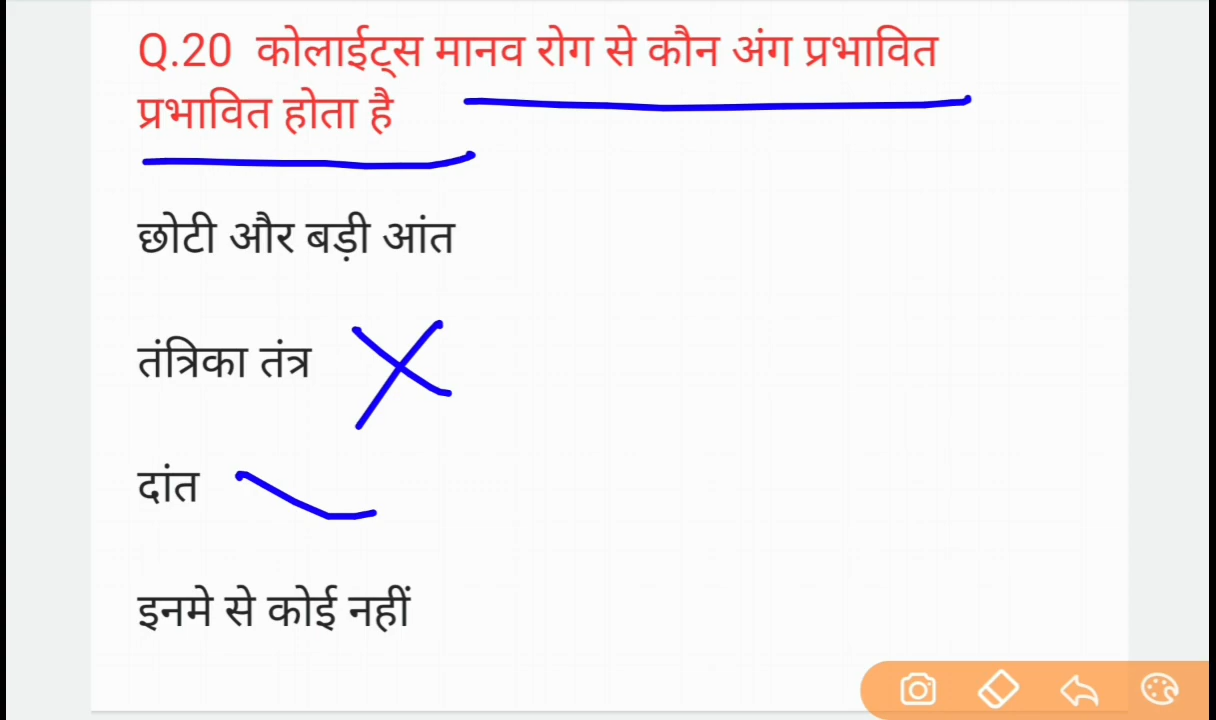 Q.20 कोलाईट्स मानव रोग से कौन अंग प्रभावित
प्रभावित होता है
छोटी और बड़ी आंत
तंत्रिका तंत्र
दांत
इनमे से कोई नहीं